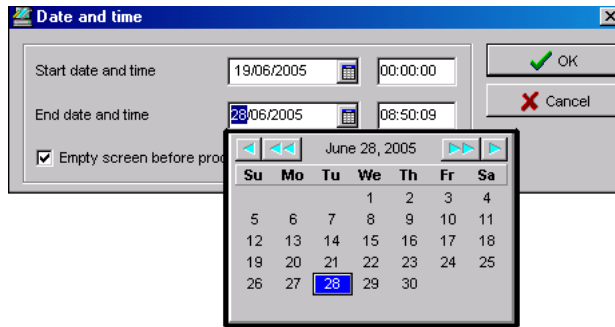 Date and time
Start date and time 19/06/2005 00:00:00 OK
End date and time 28/06/2005 08:50:09 Cancel
Empty screen before
June 28, 2005
Su Mo Tu We Th Fr Sa
1 2 3 4
5 6 7 8 9 10 11
12 13 14 15 16 17 18
19 20 21 22 23 24 25
26 27 28 29 30